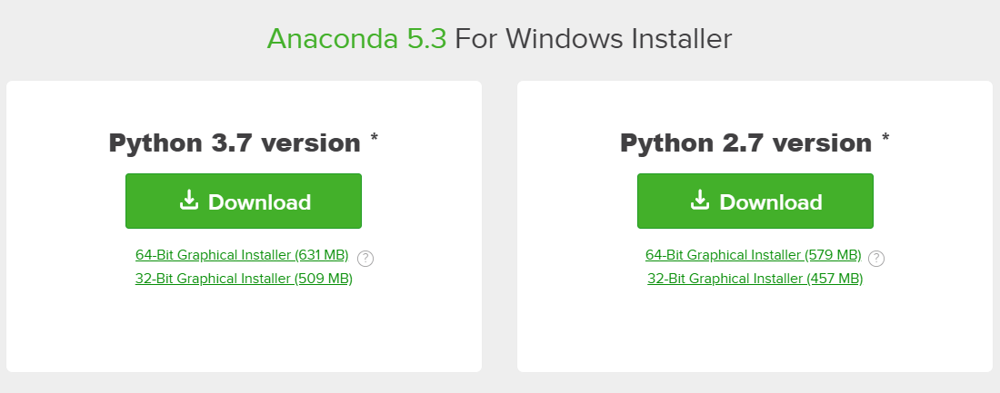 Anaconda 5.3 For Windows Installer
Python 3.7 version *
Download
64-Bit Graphical Installer (631 MB) ?
32-Bit Graphical Installer (509 MB)
Python 2.7 version *
Download
64-Bit Graphical Installer (579 MB) ?
32-Bit Graphical Installer (457 MB)